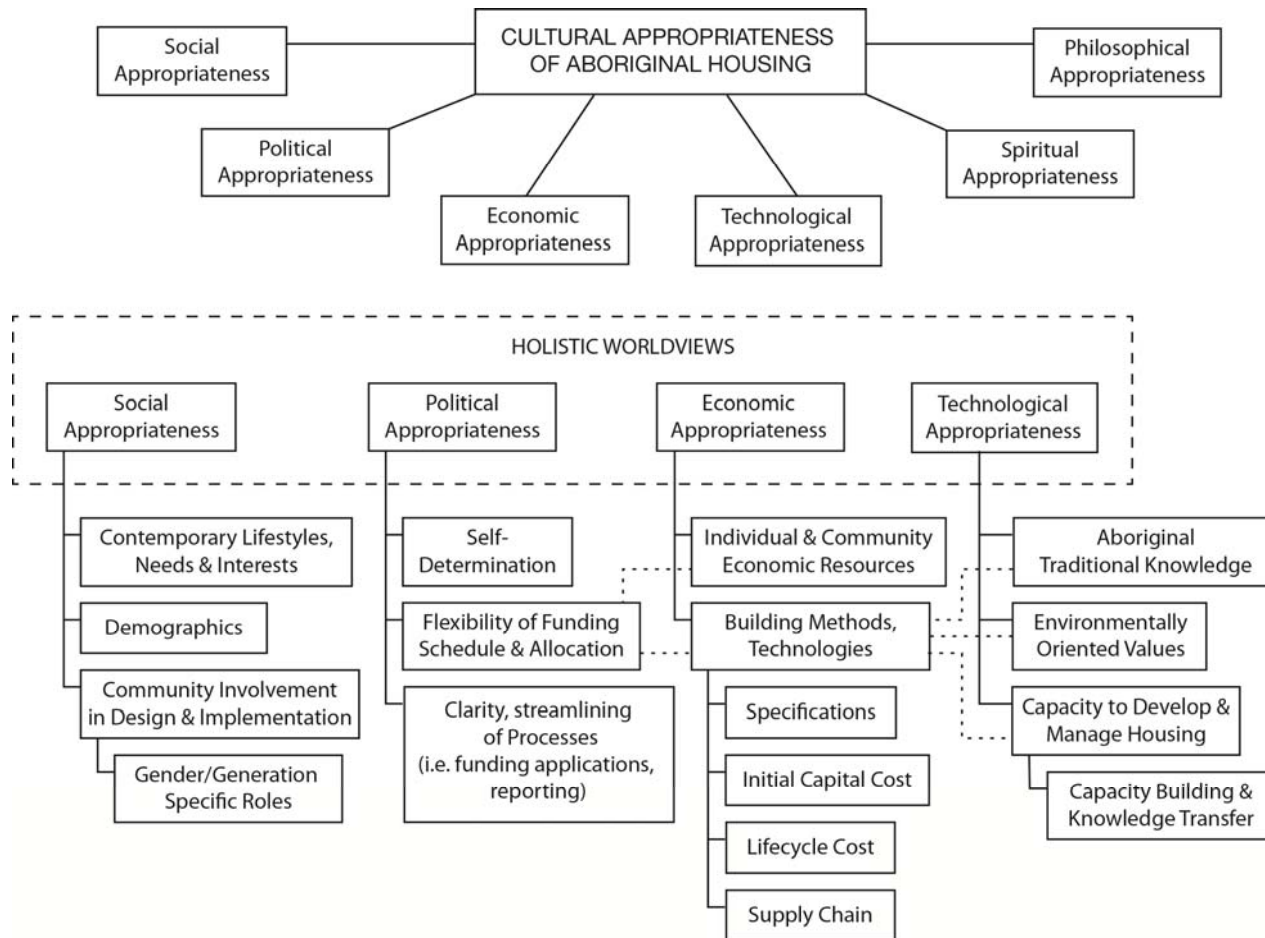 CULTURAL APPROPRIATENESS
OF ABORIGINAL HOUSING
Social
Appropriateness
Philosophical
Appropriateness
Political
Appropriateness
Spiritual
Appropriateness
Economic
Appropriateness
Technological
Appropriateness
HOLISTIC WORLDVIEWS
Social
Appropriateness
Political
Appropriateness
Economic
Appropriateness
Technological
Appropriateness
Contemporary Lifestyles,
Needs & Interests
Demographics
Community Involvement
in Design & Implementation
Gender/Generation
Specific Roles
Self-
Determination
Flexibility of Funding
Schedule & Allocation
Clarity, streamlining
of Processes
(i.e. funding applications,
reporting)
Individual & Community
Economic Resources
Building Methods,
Technologies
Specifications
Initial Capital Cost
Lifecycle Cost
Supply Chain
Aboriginal
Traditional Knowledge
Environmentally
Oriented Values
Capacity to Develop &
Manage Housing
Capacity Building &
Knowledge Transfer